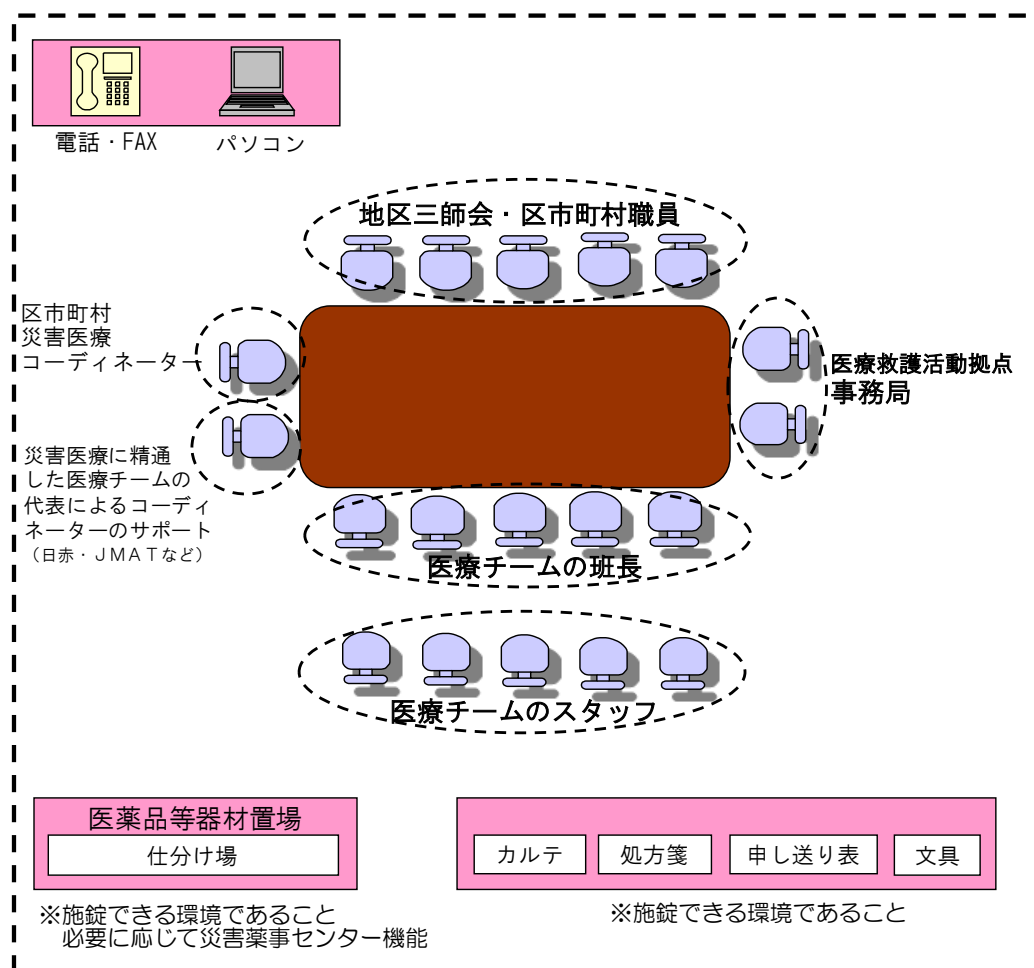 電話・FAX
パソコン
地区三師会・区市町村職員
区市町村
災害医療
コーディネーター
医療救護活動拠点
事務局
災害医療に精通
した医療チームの
代表によるコーディ
ネーターのサポート
（日赤・ＪＭＡＴなど）
医療チームの班長
医療チームのスタッフ
医薬品等器材置場
仕分け場
カルテ
処方箋
申し送り表
文具
※施錠できる環境であること
必要に応じて災害薬事センター機能
※施錠できる環境であること